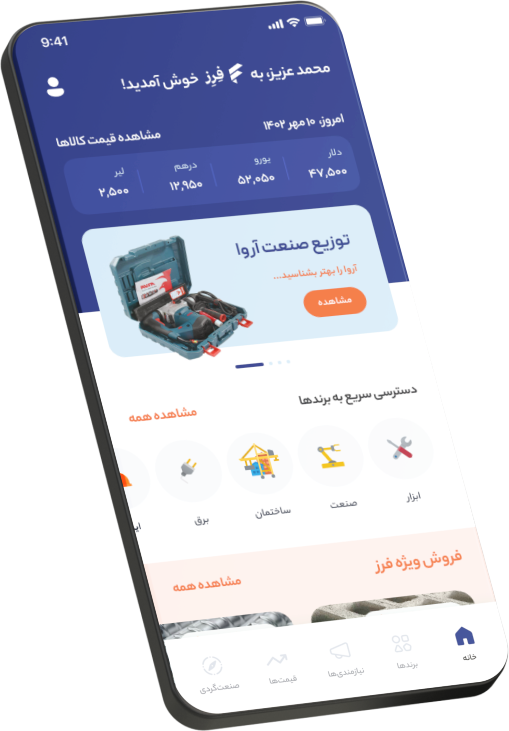 9:41
محمد عزیز، به فِرِز خوش آمدید!
امروز، ۱۰ مهر ۱۴۰۲
مشاهده قیمت کالاها
دلار یورو درهم لیر
۴۷,۵۰۰ ۵۲,۰۵۰ ۱۲,۹۵۰ ۲,۵۰۰
توزیع صنعت آروا
آروا را بهتر بشناسید...
مشاهده
دسترسی سریع به برندها
مشاهده همه
ابزار صنعت ساختمان برق
فروش ویژه فرز
مشاهده همه
خانه برندها نیازمندی‌ها قیمت‌ها صنعت‌گردی